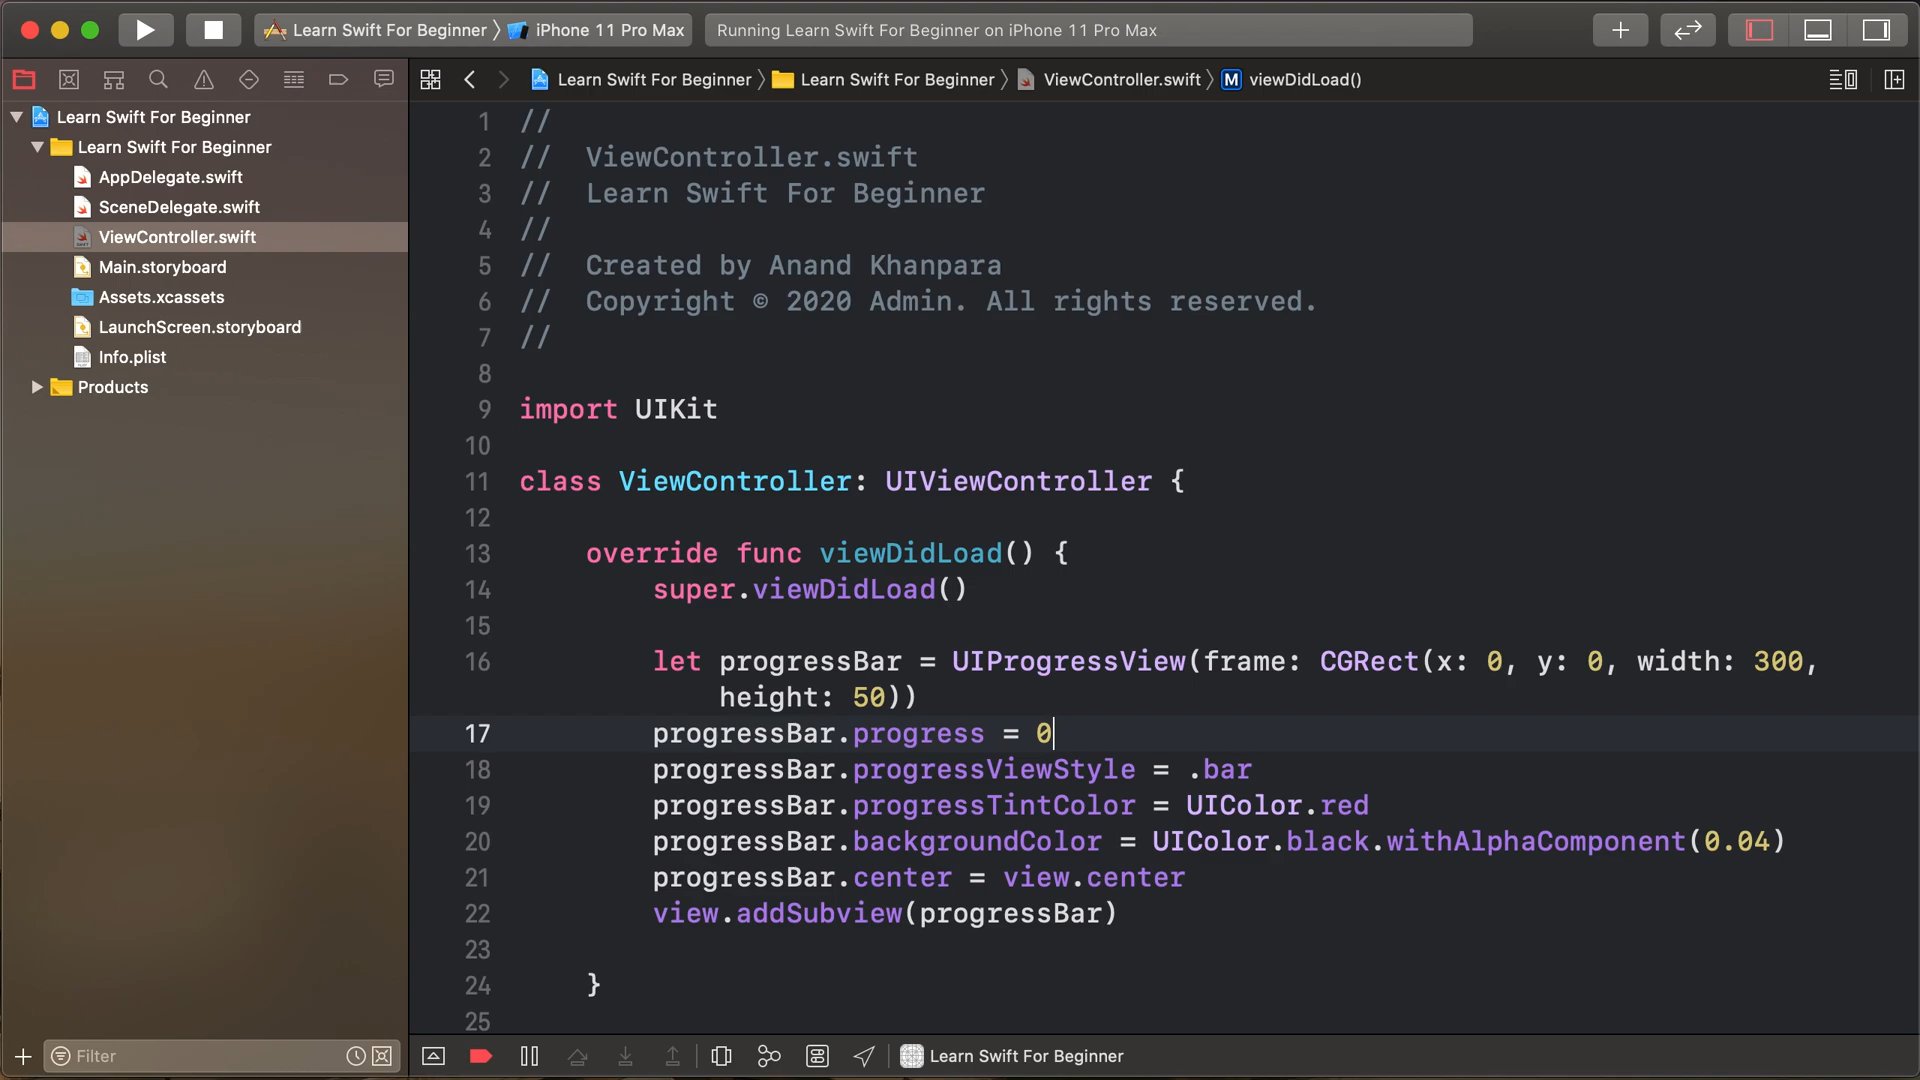 Learn Swift For Beginner iPhone 11 Pro Max
Running Learn Swift For Beginner on iPhone 11 Pro Max
Learn Swift For Beginner Learn Swift For Beginner ViewController.swift M viewDidLoad()
Learn Swift For Beginner
Learn Swift For Beginner
AppDelegate.swift
SceneDelegate.swift
ViewController.swift
Main.storyboard
Assets.xcassets
LaunchScreen.storyboard
Info.plist
Products
Filter
1 //
2 // ViewController.swift
3 // Learn Swift For Beginner
4 //
5 // Created by Anand Khanpara
6 // Copyright © 2020 Admin. All rights reserved.
7 //
8
9 import UIKit
10
11 class ViewController: UIViewController {
12
13 override func viewDidLoad() {
14 super.viewDidLoad()
15
16 let progressBar = UIProgressView(frame: CGRect(x: 0, y: 0, width: 300,
height: 50))
17 progressBar.progress = 0
18 progressBar.progressViewStyle = .bar
19 progressBar.progressTintColor = UIColor.red
20 progressBar.backgroundColor = UIColor.black.withAlphaComponent(0.04)
21 progressBar.center = view.center
22 view.addSubview(progressBar)
23
24 }
25
Learn Swift For Beginner